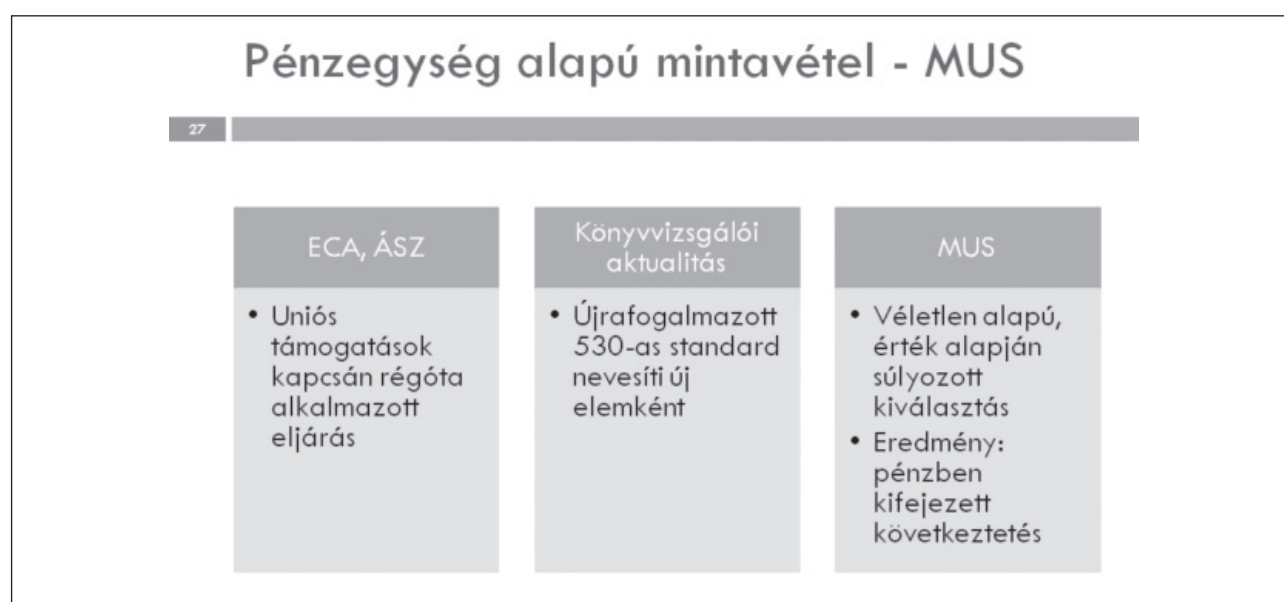 Pénzegység alapú mintavétel - MUS
27
ECA, ÁSZ
• Uniós
támogatások
kapcsán régóta
alkalmazott
eljárás
Könyvvizsgálói
aktualitás
• Újrafogalmazott
530-as standard
nevesíti új
elemként
MUS
• Véletlen alapú,
érték alapján
súlyozott
kiválasztás
• Eredmény:
pénzben
kifejezett
következtetés